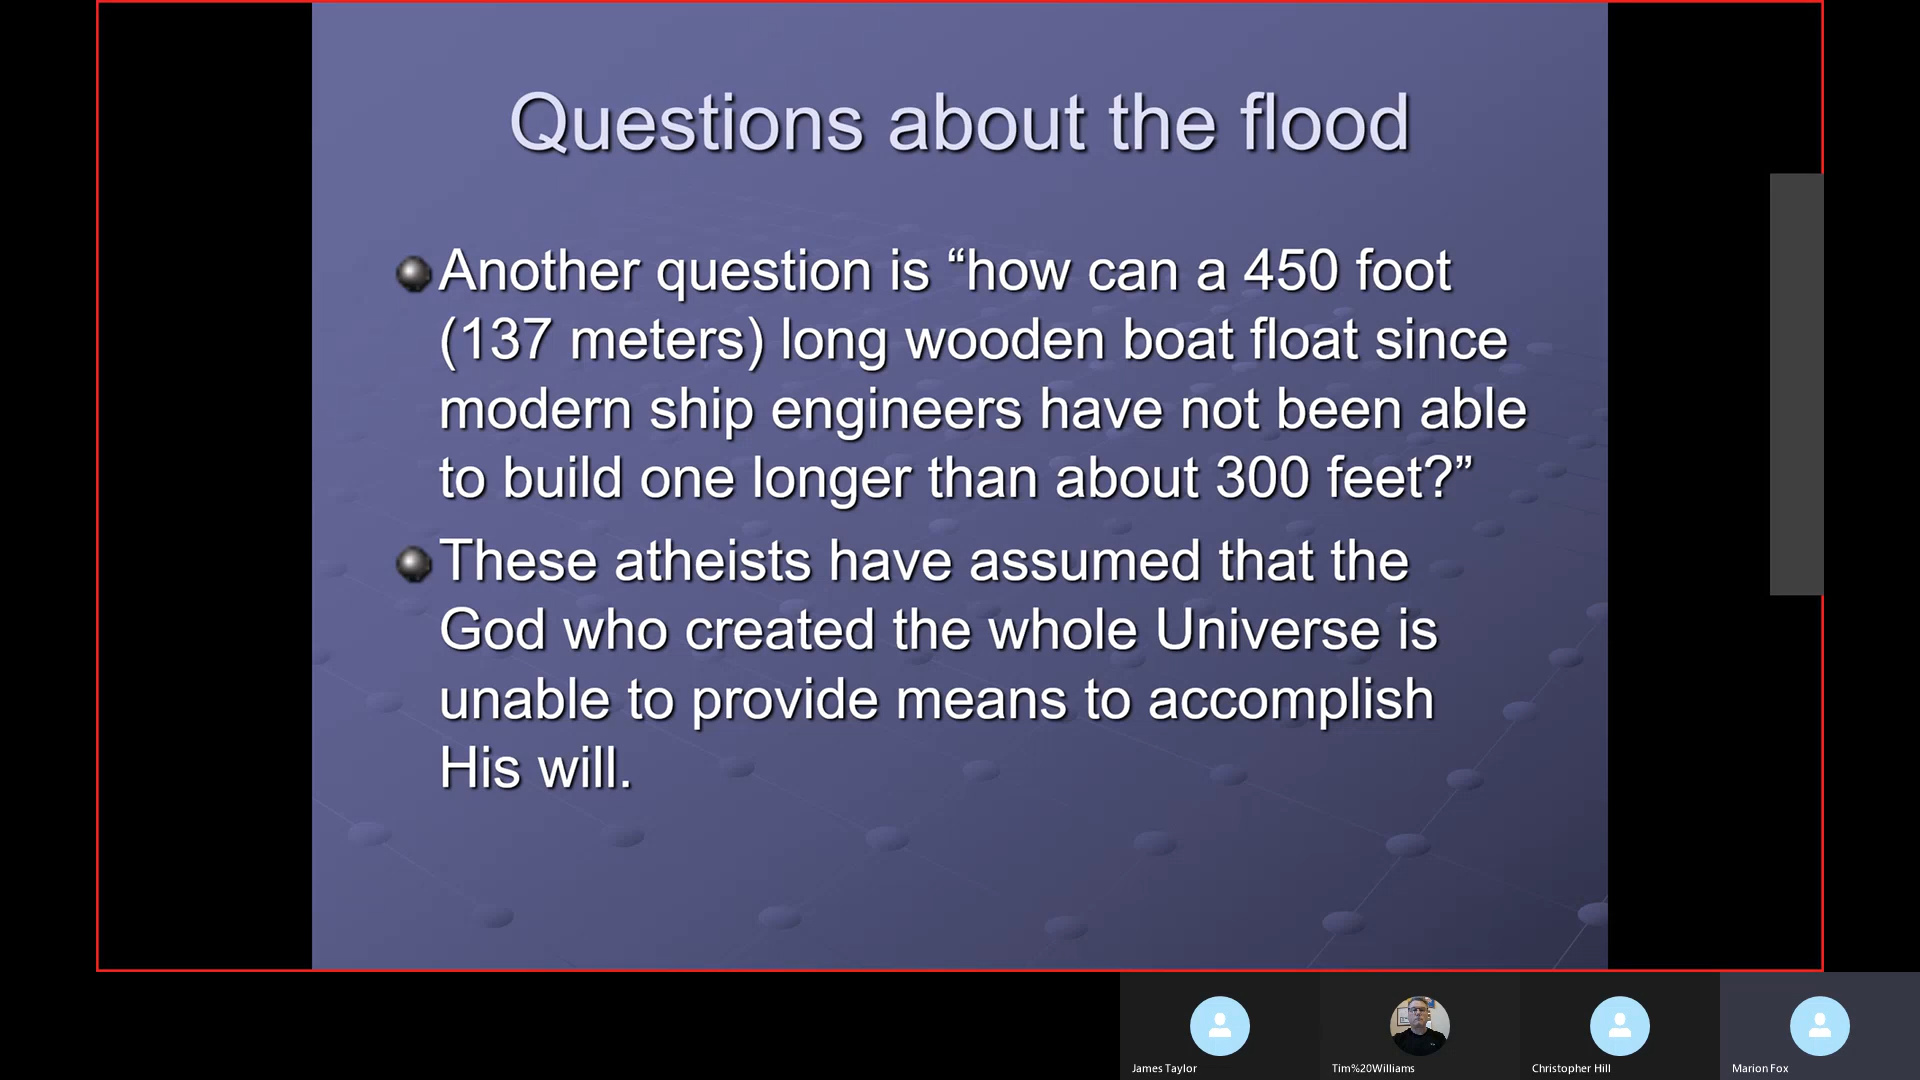 Questions about the flood
Another question is “how can a 450 foot
(137 meters) long wooden boat float since
modern ship engineers have not been able
to build one longer than about 300 feet?”
These atheists have assumed that the
God who created the whole Universe is
unable to provide means to accomplish
His will.
James Taylor
Tim%20Williams
Christopher Hill
Marion Fox